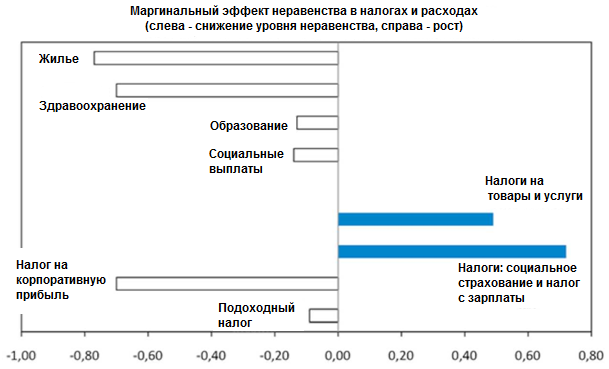 Маргинальный эффект неравенства в налогах и расходах
(слева - снижение уровня неравенства, справа - рост)
Жилье
Здравоохранение
Образование
Социальные
выплаты
Налоги на
товары и услуги
Налоги: социальное
страхование и налог
с зарплаты
Налог на
корпоративную
прибыль
Подоходный
налог
-1,00 -0,80 -0,60 -0,40 -0,20 0,00 0,20 0,40 0,60 0,80